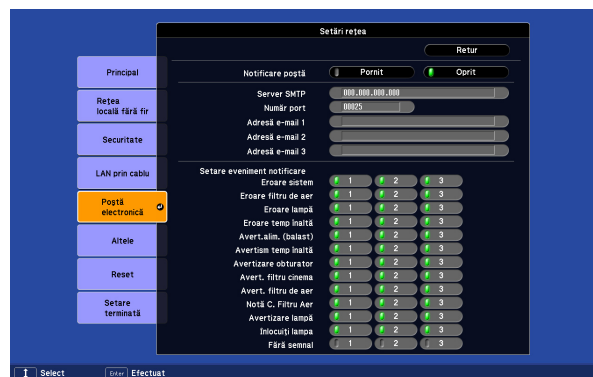 Setări reţea
Retur
Principal
Reţea
locală fără fir
Securitate
LAN prin cablu
Poştă
electronică
Altele
Reset
Setare
terminată
Notificare poştă Pornit Oprit
Server SMTP 000.000.000.000
Număr port 00025
Adresă e-mail 1
Adresă e-mail 2
Adresă e-mail 3
Setare eveniment notificare
Eroare sistem 1 2 3
Eroare filtru de aer 1 2 3
Eroare lampă 1 2 3
Eroare temp înaltă 1 2 3
Avert.alim. (balast) 1 2 3
Avertism temp înaltă 1 2 3
Avertizare obturator 1 2 3
Avert. filtru cinema 1 2 3
Avert. filtru de aer 1 2 3
Notă C. Filtru Aer 1 2 3
Avertizare lampă 1 2 3
Inlocuiţi lampa 1 2 3
Fără semnal 1 2 3
Select Enter Efectuat